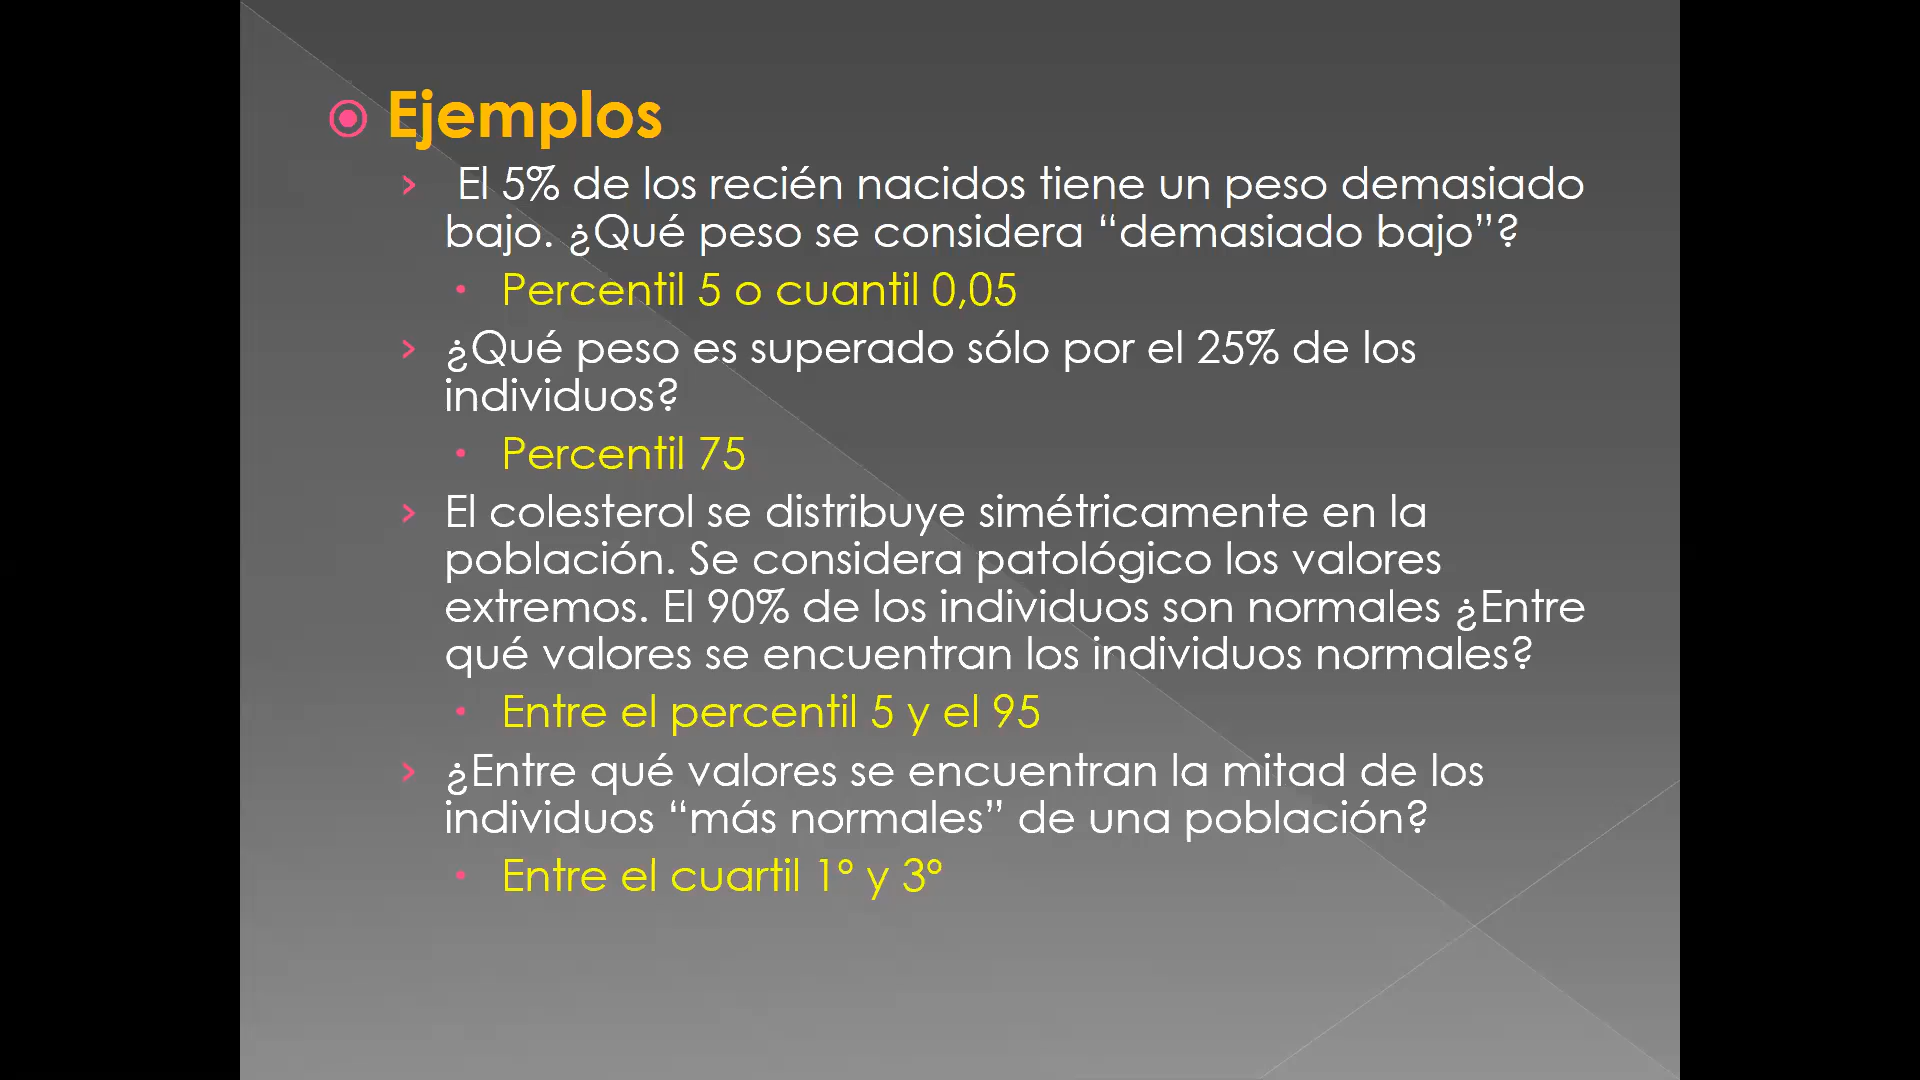 Ejemplos
El 5% de los recién nacidos tiene un peso demasiado
bajo. ¿Qué peso se considera “demasiado bajo”?
Percentil 5 o cuantil 0,05
¿Qué peso es superado sólo por el 25% de los
individuos?
Percentil 75
El colesterol se distribuye simétricamente en la
población. Se considera patológico los valores
extremos. El 90% de los individuos son normales ¿Entre
qué valores se encuentran los individuos normales?
Entre el percentil 5 y el 95
¿Entre qué valores se encuentran la mitad de los
individuos “más normales” de una población?
Entre el cuartil 1º y 3º